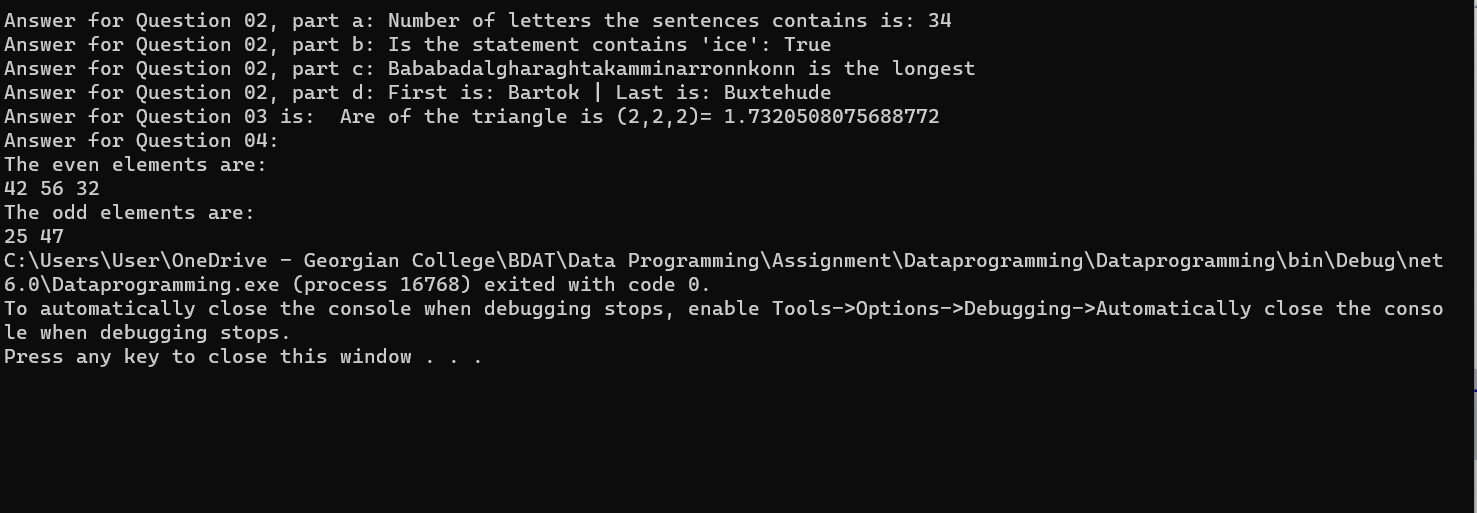 Answer for Question 02, part a: Number of letters the sentences contains is: 34
Answer for Question 02, part b: Is the statement contains 'ice': True
Answer for Question 02, part c: Bababadalgharaghtakamminarronnkonn is the longest
Answer for Question 02, part d: First is: Bartok | Last is: Buxtehude
Answer for Question 03 is:  Are of the triangle is (2,2,2)= 1.7320508075688772
Answer for Question 04:
The even elements are:
42 56 32
The odd elements are:
25 47
C:\Users\User\OneDrive - Georgian College\BDAT\Data Programming\Assignment\Dataprogramming\Dataprogramming\bin\Debug\net
6.0\Dataprogramming.exe (process 16768) exited with code 0.
To automatically close the console when debugging stops, enable Tools->Options->Debugging->Automatically close the conso
le when debugging stops.
Press any key to close this window . . .